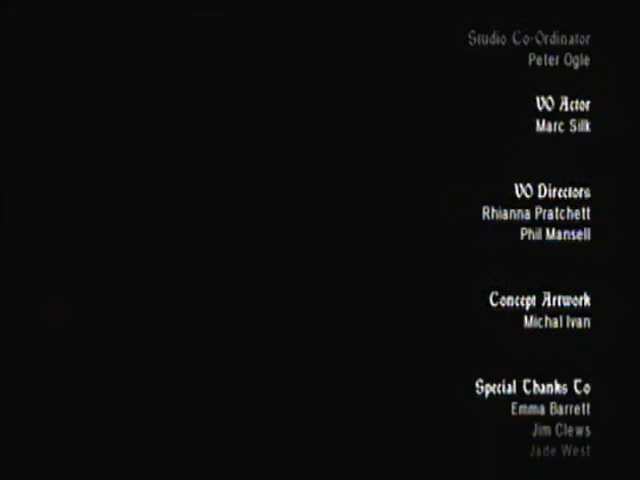 Studio Co-Ordinator
Peter Ogle
VO Actor
Marc Silk
VO Directors
Rhianna Pratchett
Phil Mansell
Concept Artwork
Michal Ivan
Special Thanks To
Emma Barrett
Jim Clews
Jade West